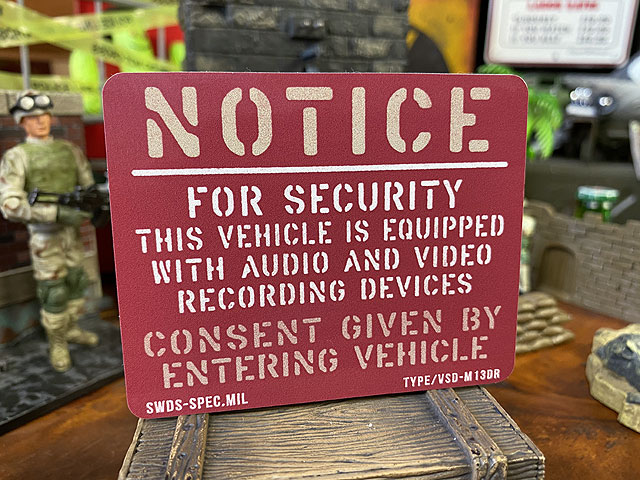 NOTICE
FOR SECURITY
THIS VEHICLE IS EQUIPPED
WITH AUDIO AND VIDEO
RECORDING DEVICES
CONSENT GIVEN BY
ENTERING VEHICLE
SWDS-SPEC.MIL
TYPE/VSD-M13DR